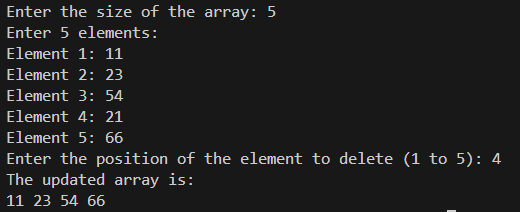 Enter the size of the array: 5
Enter 5 elements:
Element 1: 11
Element 2: 23
Element 3: 54
Element 4: 21
Element 5: 66
Enter the position of the element to delete (1 to 5): 4
The updated array is:
11 23 54 66